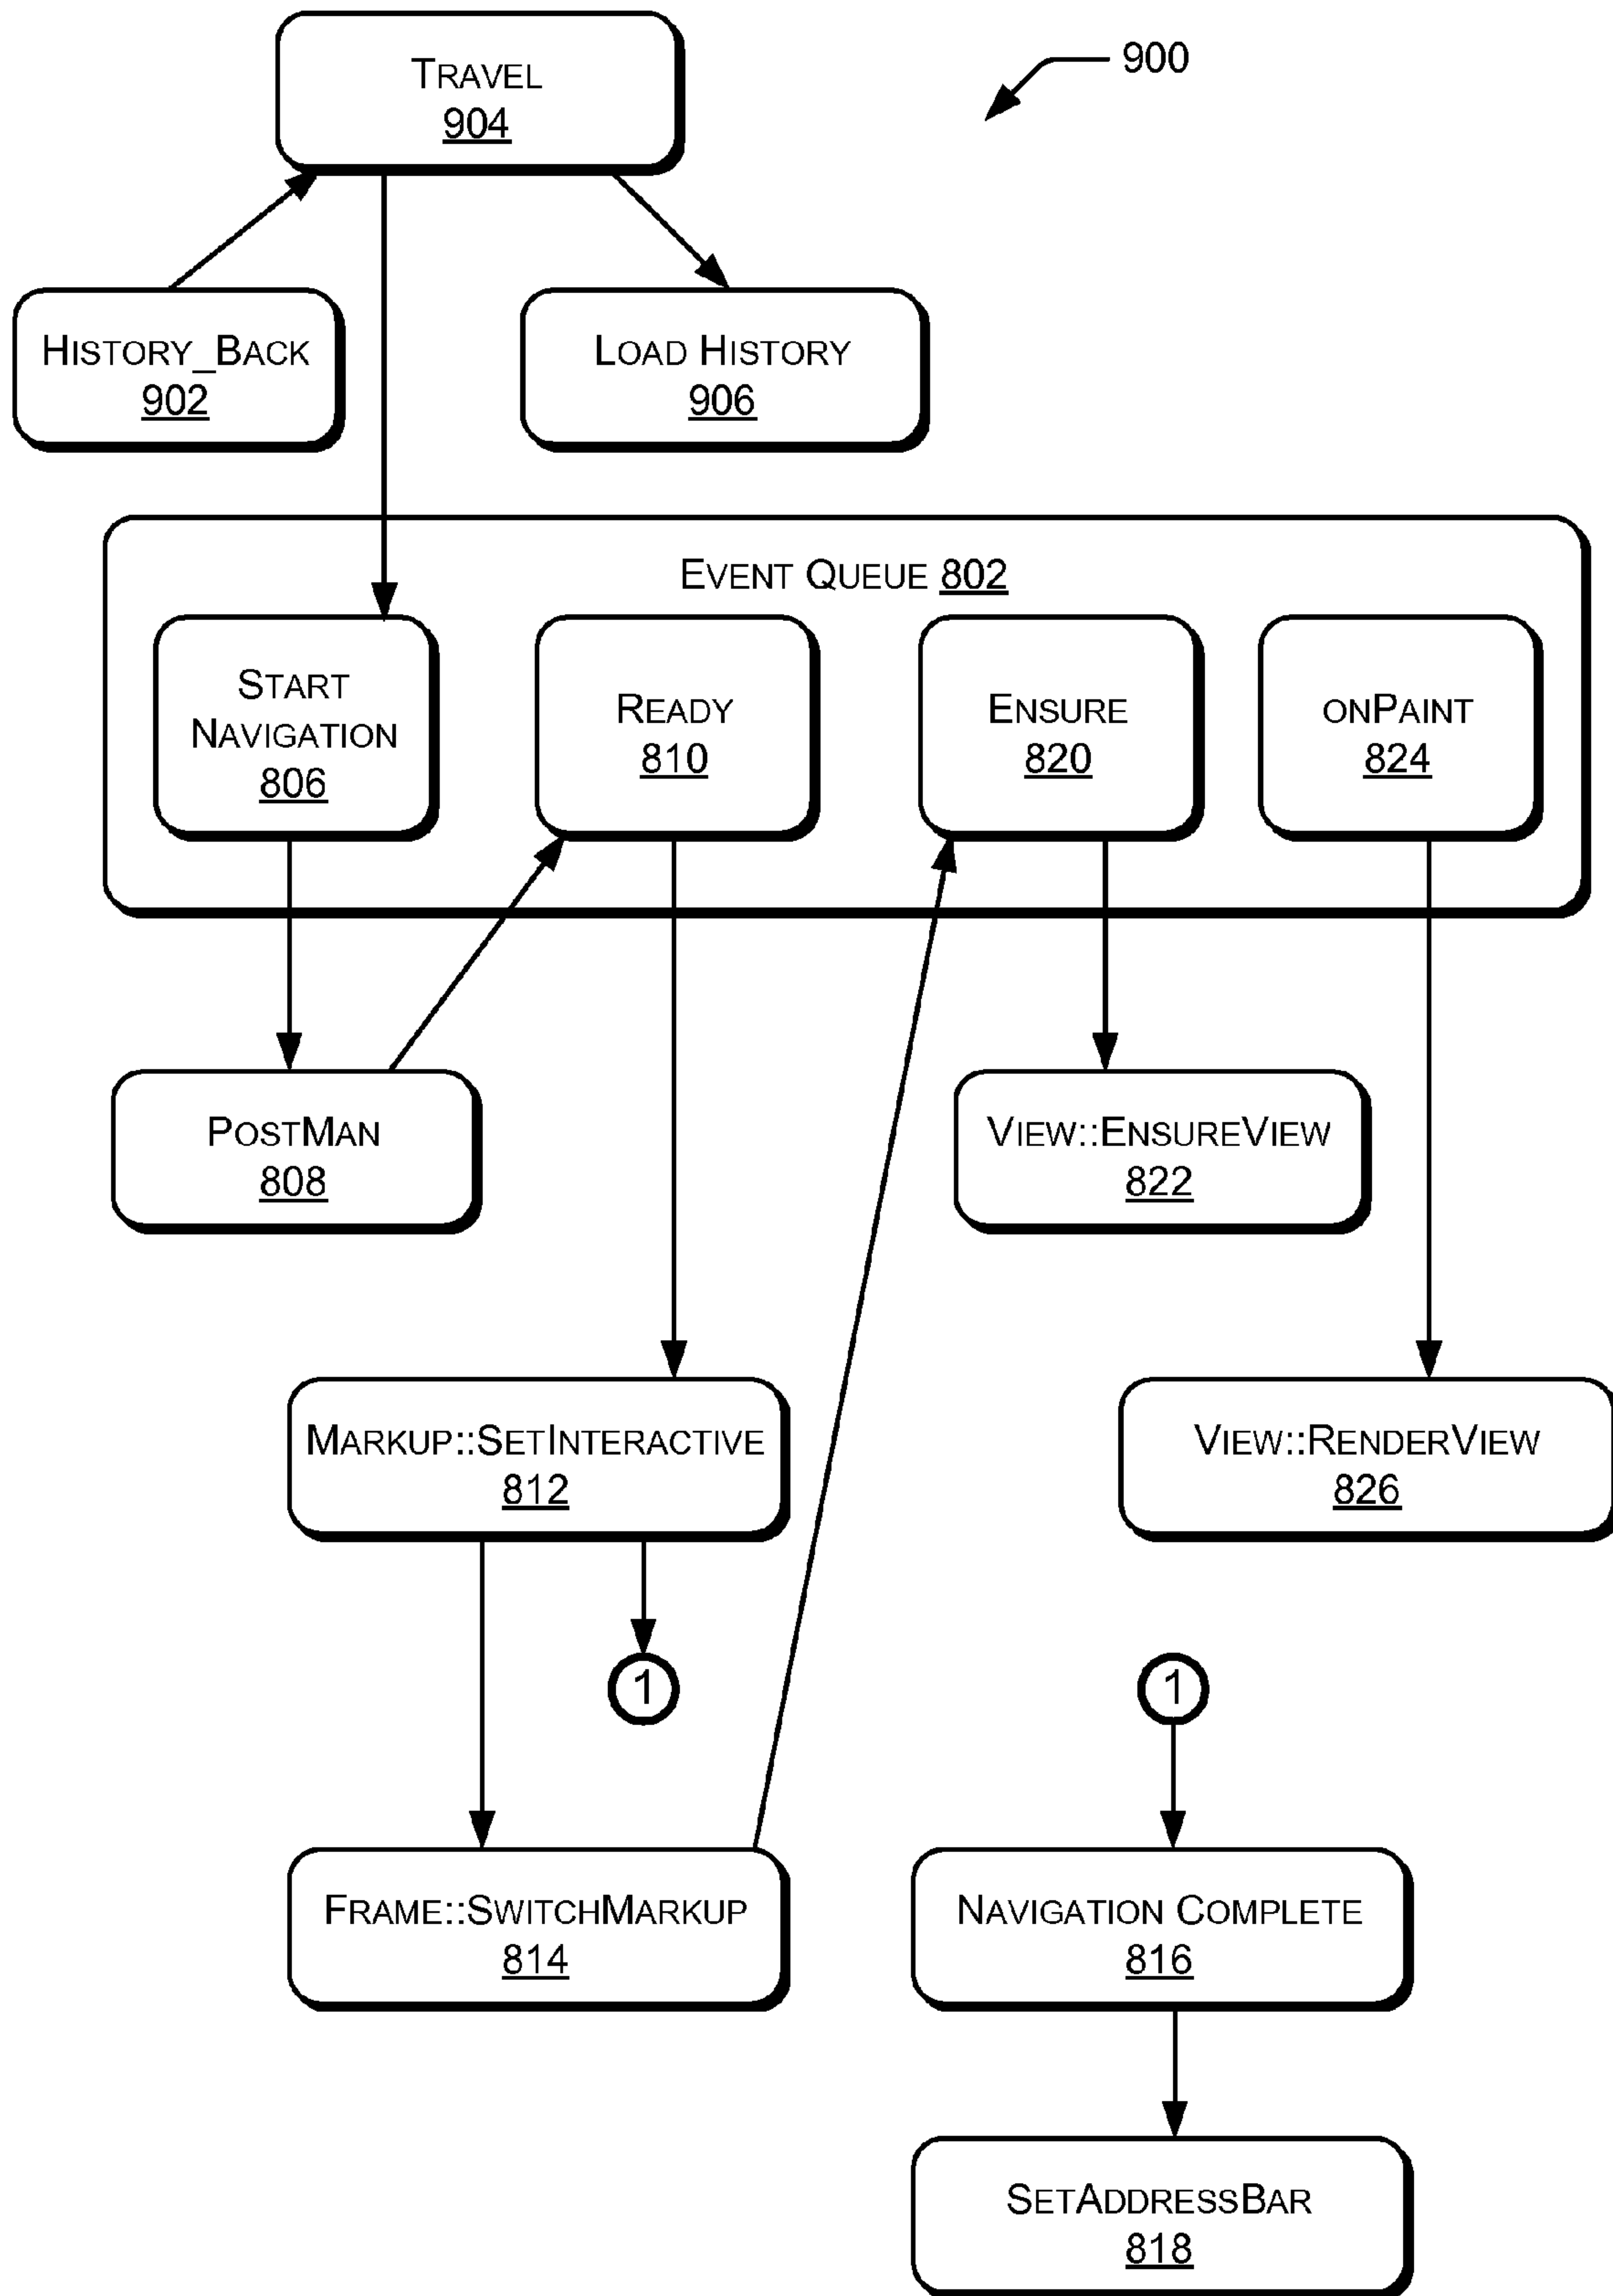 TRAVEL
904
900
HISTORY_BACK
902
LOAD HISTORY
906
EVENT QUEUE 802
START
NAVIGATION
806
READY
810
ENSURE
820
ONPAINT
824
POSTMAN
808
VIEW::ENSUREVIEW
822
MARKUP::SETINTERACTIVE
812
VIEW::RENDERVIEW
826
1
1
FRAME::SWITCHMARKUP
814
NAVIGATION COMPLETE
816
SETADDRESSBAR
818